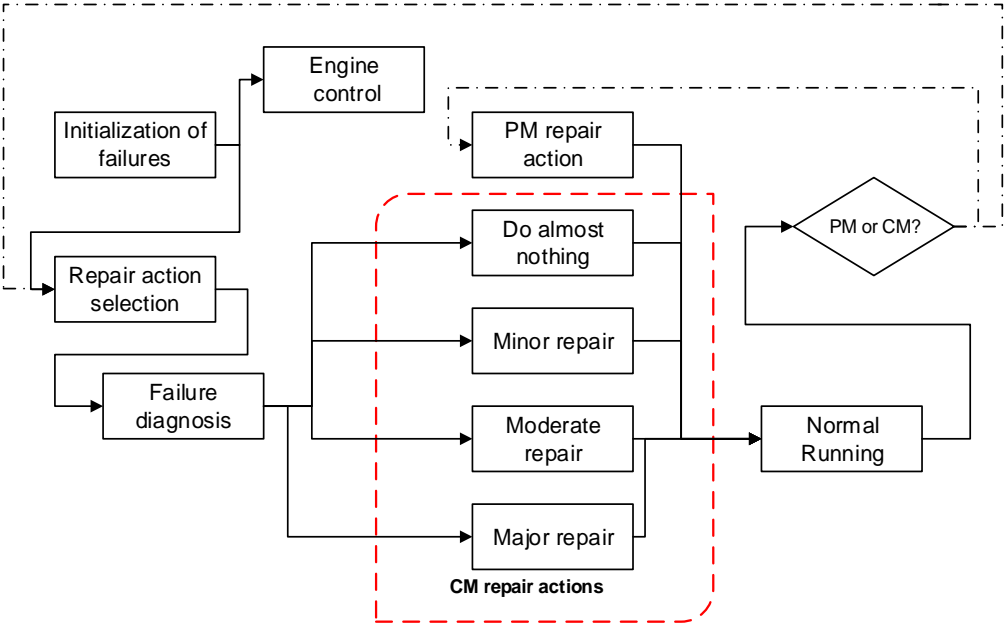 Engine
control
Initialization of
failures
PM repair
action
Do almost
nothing
PM or CM?
Repair action
selection
Minor repair
Failure
diagnosis
Moderate
repair
Normal
Running
Major repair
CM repair actions